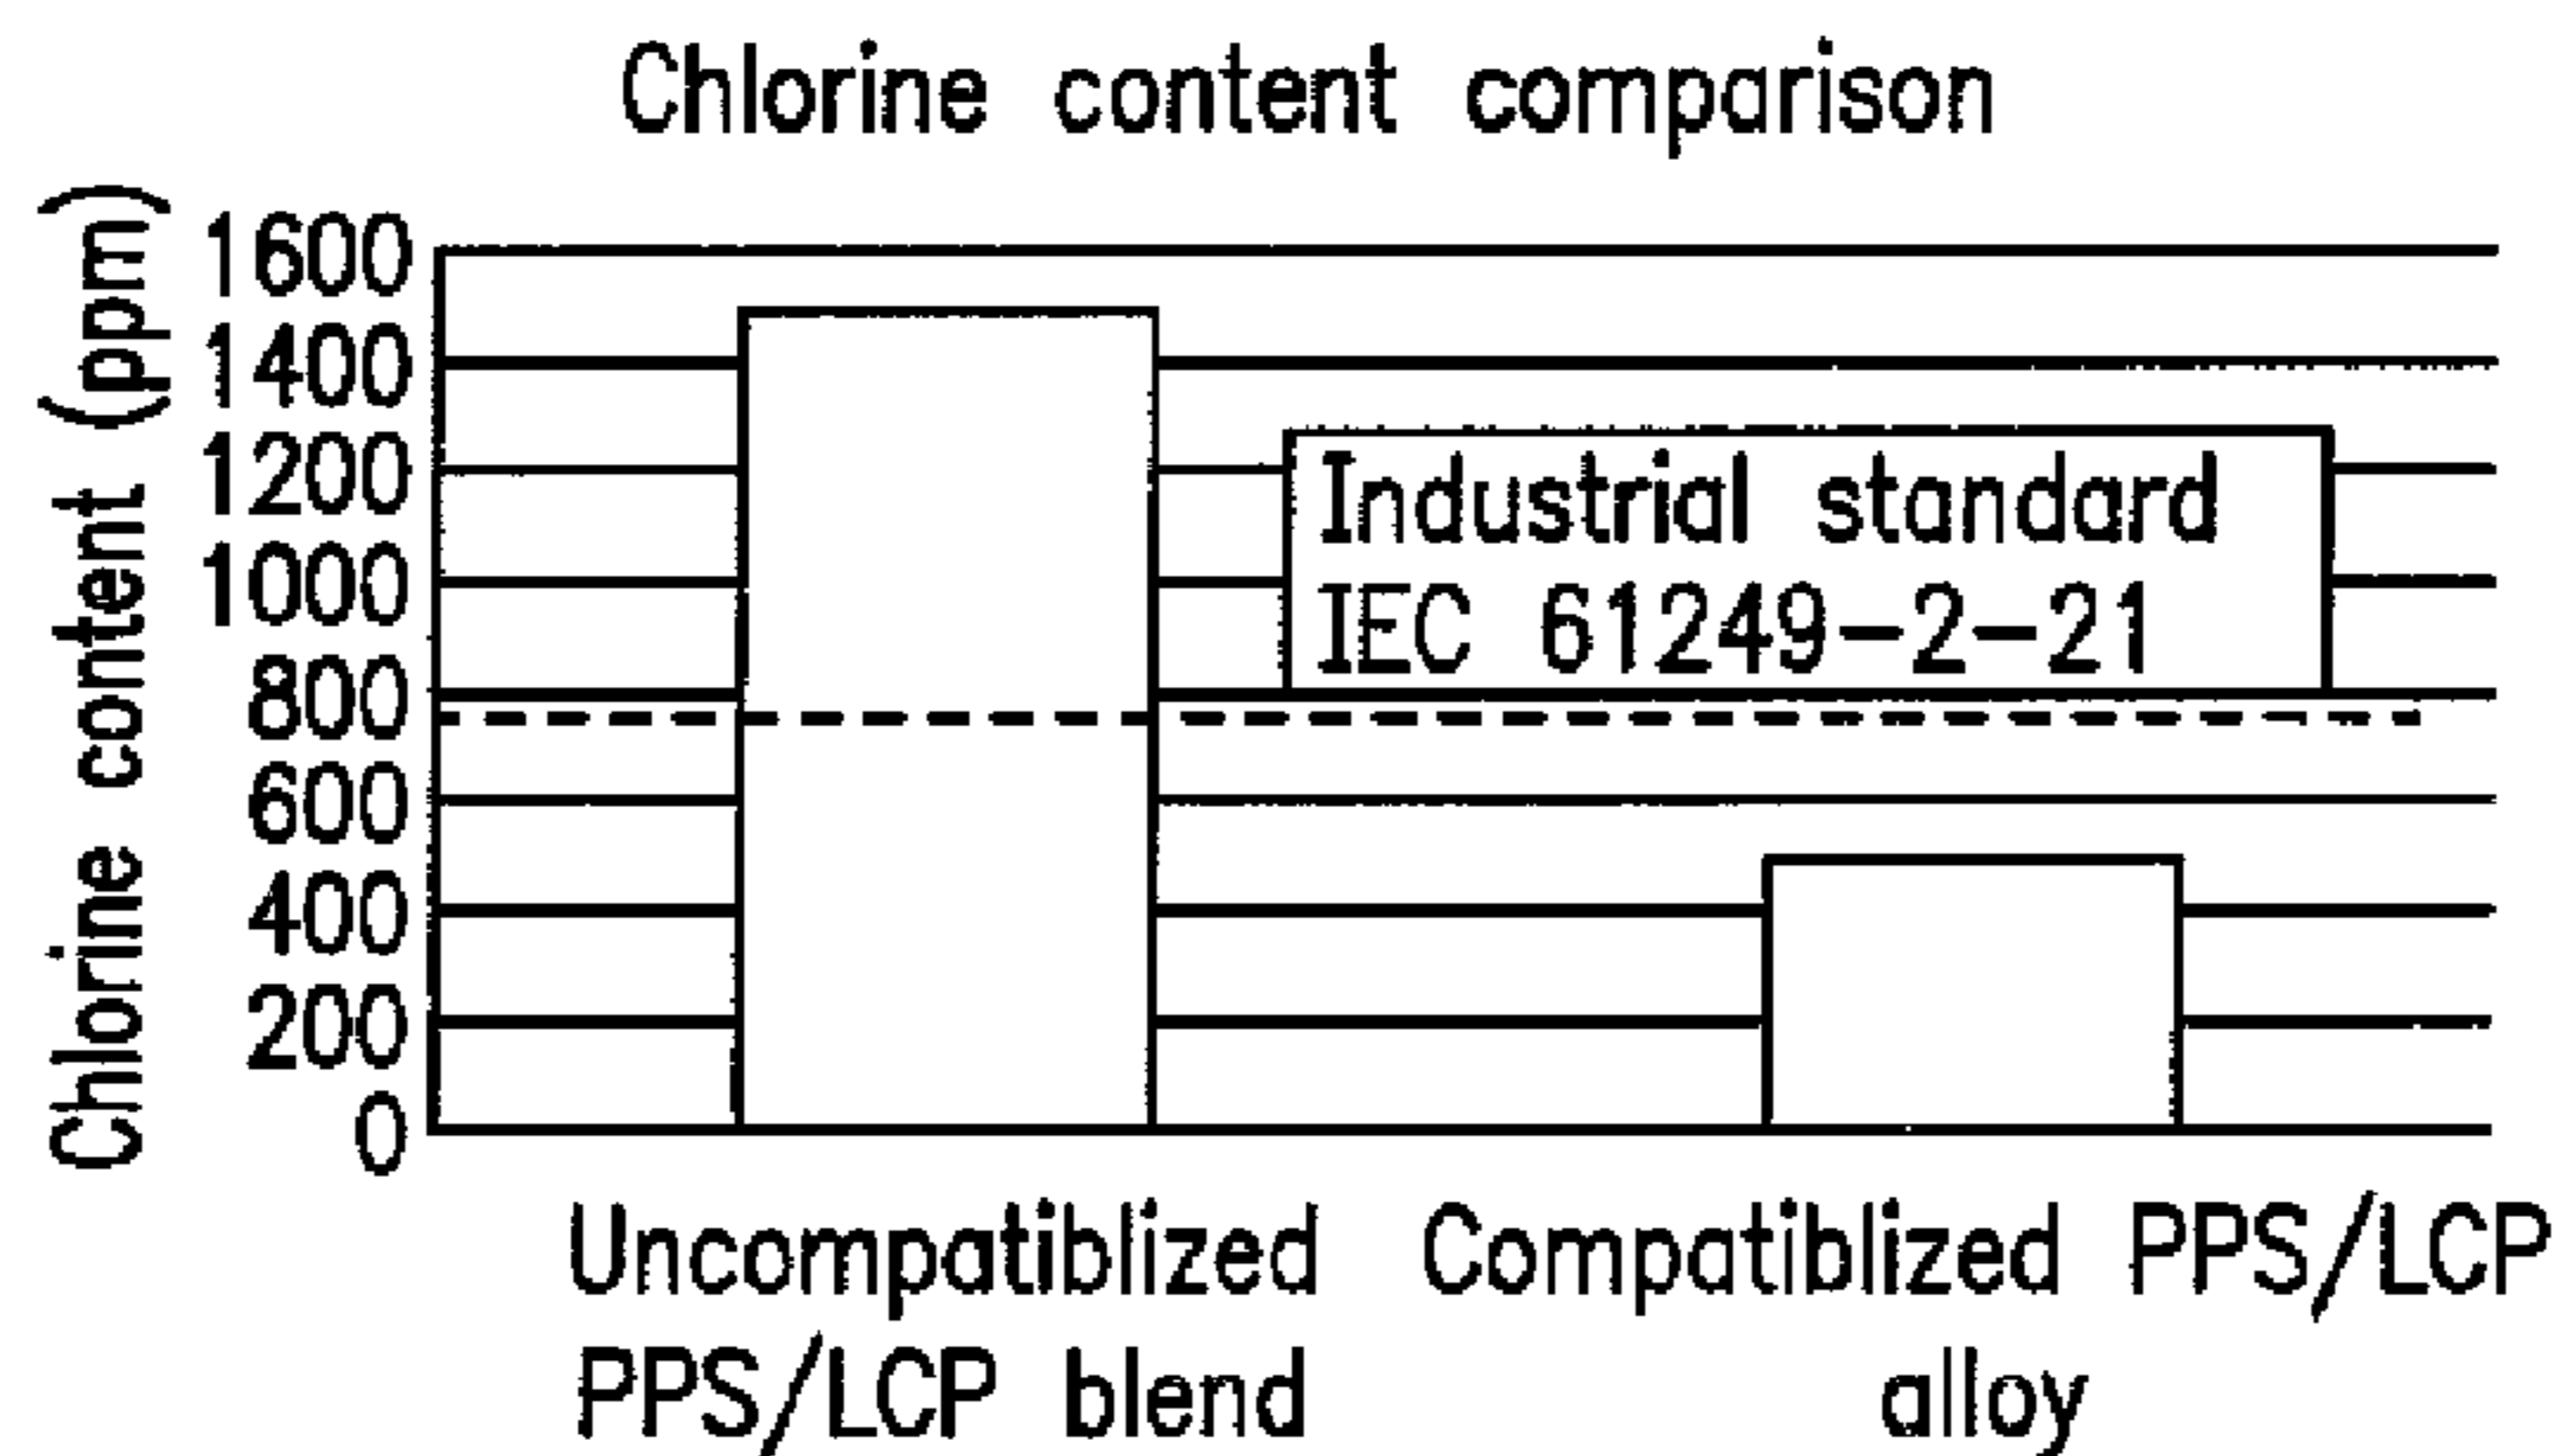 Chlorine content comparison
Chlorine content (ppm)
1600
1400
1200
1000
800
600
400
200
0
Industrial standard
IEC 61249-2-21
Uncompatiblized
PPS/LCP blend
Compatiblized PPS/LCP
alloy